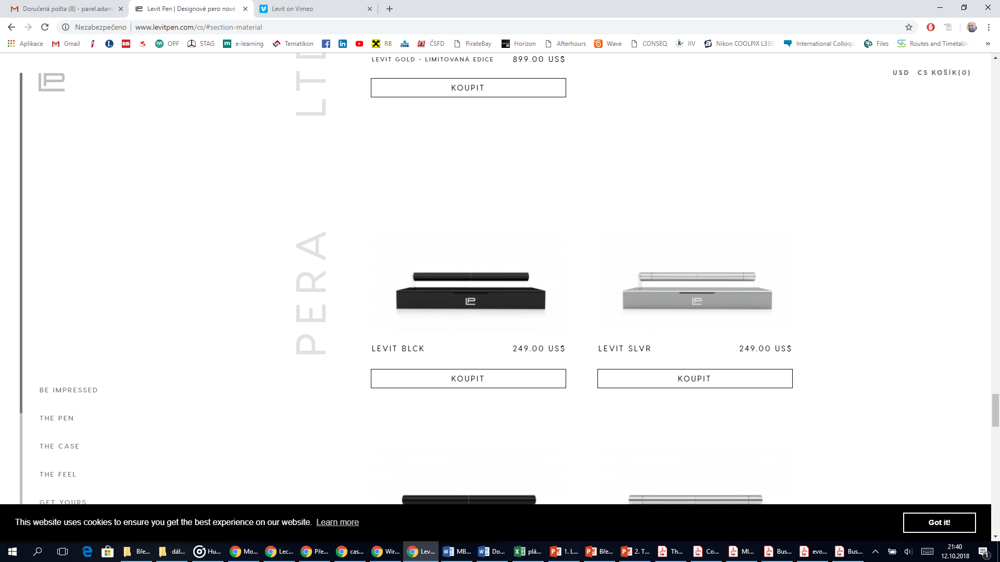 Doručená pošta (8) - pavel.adam
Levit Pen | Designové pero nové
Levit on Vimeo
Nezabezpečeno
www.levitpen.com/cs/#section-material
Aplikace
Gmail
EIS
OPF
STAG
m
e-learning
Tematikon
RB
ČSOB
ČSFD
PirateBay
Horizon
Afterhours
Wave
CONSEQ
IIV
Nikon COOLPIX L330
International Colloqu
Files
Routes and Timetable
LEVIT GOLD - LIMITOVANÁ EDICE 899.00 US$
KOUPIT
USD CS KOŠÍK(0)
LTE
PERA
LEVIT BLCK 249.00 US$
LEVIT SLVR 249.00 US$
KOUPIT
KOUPIT
BE IMPRESSED
THE PEN
THE CASE
THE FEEL
GET YOURS
This website uses cookies to ensure you get the best experience on our website. Learn more
Got it!
Bře...
dál...
Hu...
Mo...
Lec...
Pře...
cas...
Wir...
Lev...
MB...
Do...
plá...
1. L...
Bře...
2. T...
Th...
Co...
MI...
Bus...
evo...
Bus...
21:40
12.10.2018
1